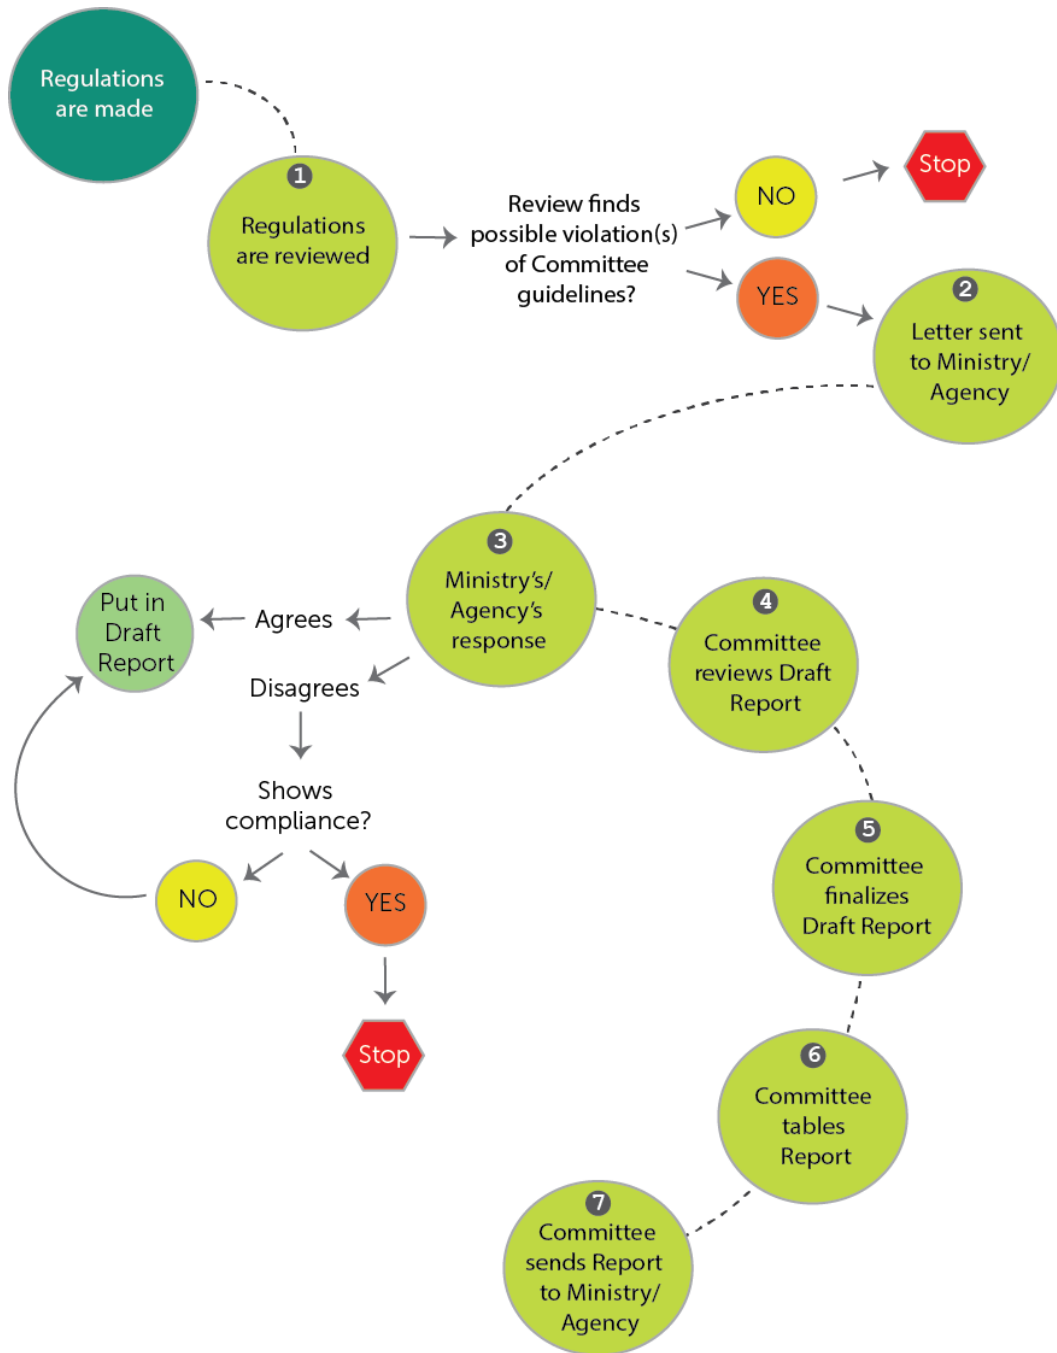 Regulations
are made
1
Regulations
are reviewed
Review finds
possible violation(s)
of Committee
guidelines?
NO
Stop
YES
2
Letter sent
to Ministry/
Agency
3
Ministry's/
Agency's
response
Agrees
Put in
Draft
Report
Disagrees
Shows
compliance?
NO
YES
Stop
4
Committee
reviews Draft
Report
5
Committee
finalizes
Draft Report
6
Committee
tables
Report
7
Committee
sends Report
to Ministry/
Agency